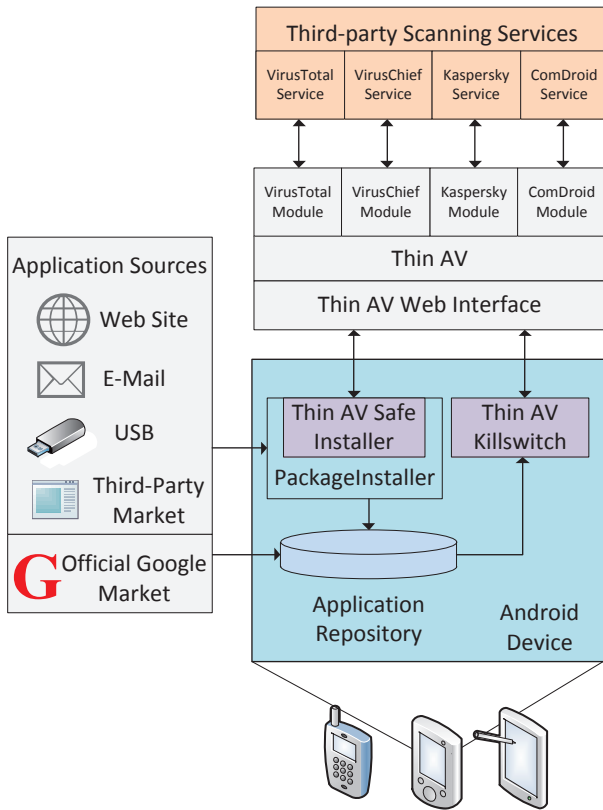 Third-party Scanning Services
VirusTotal
Service
VirusChief
Service
Kaspersky
Service
ComDroid
Service
VirusTotal
Module
VirusChief
Module
Kaspersky
Module
ComDroid
Module
Thin AV
Thin AV Web Interface
Application Sources
Web Site
E-Mail
USB
Third-Party
Market
G
Official Google
Market
Thin AV Safe
Installer
PackageInstaller
Thin AV
Killswitch
Application
Repository
Android
Device